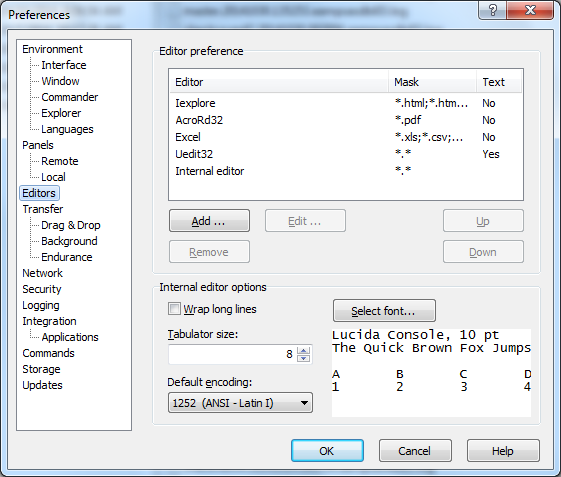 Preferences
Environment
Interface
Window
Commander
Explorer
Languages
Panels
Remote
Local
Editors
Transfer
Drag & Drop
Background
Endurance
Network
Security
Logging
Integration
Applications
Commands
Storage
Updates
Editor preference
Editor Mask Text
Iexplore *.html;*.htm... No
AcroRd32 *.pdf No
Excel *.xls;*.csv;... No
Uedit32 *.* Yes
Internal editor *.*
Add ... Edit ... Up
Remove Down
Internal editor options
Wrap long lines
Select font...
Tabulator size:
8
Default encoding:
1252 (ANSI - Latin I)
Lucida Console, 10 pt
The Quick Brown Fox Jumps
A B C D
1 2 3 4
OK Cancel Help